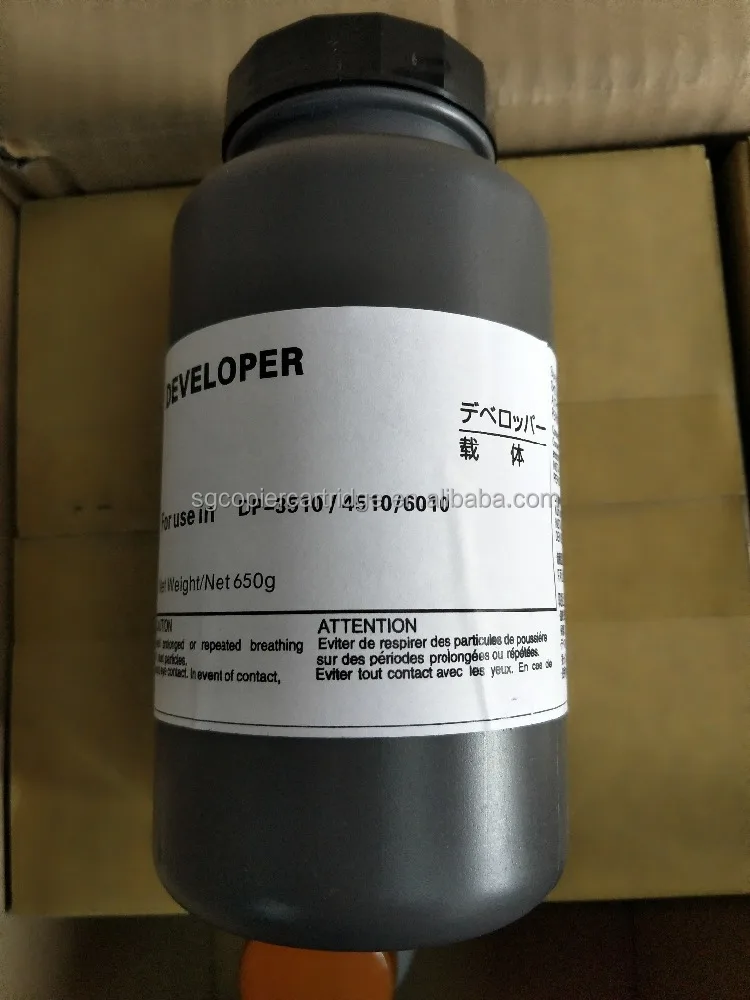 DEVELOPER
デベロッパー
载 体
For use in DP-3510/4510/6010
sgcopiercartridge.en.alibaba.com
Net Weight/Net 650g
prolonged or repeated breathing
particles.
contact. In event of contact,
ATTENTION
Eviter de respirer des particules de poussière
sur des périodes prolongées ou répétées.
Eviter tout contact avec les yeux. En cas de